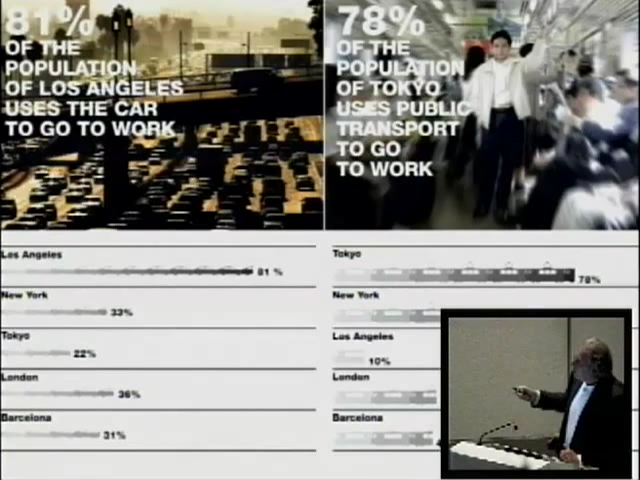 81%
OF THE
POPULATION
OF LOS ANGELES
USES THE CAR
TO GO TO WORK
78%
OF THE
POPULATION
OF TOKYO
USES PUBLIC
TRANSPORT
TO GO
TO WORK
Los Angeles
81 %
New York
33%
Tokyo
22%
London
36%
Barcelona
31%
Tokyo
78%
New York
Los Angeles
10%
London
Barcelona